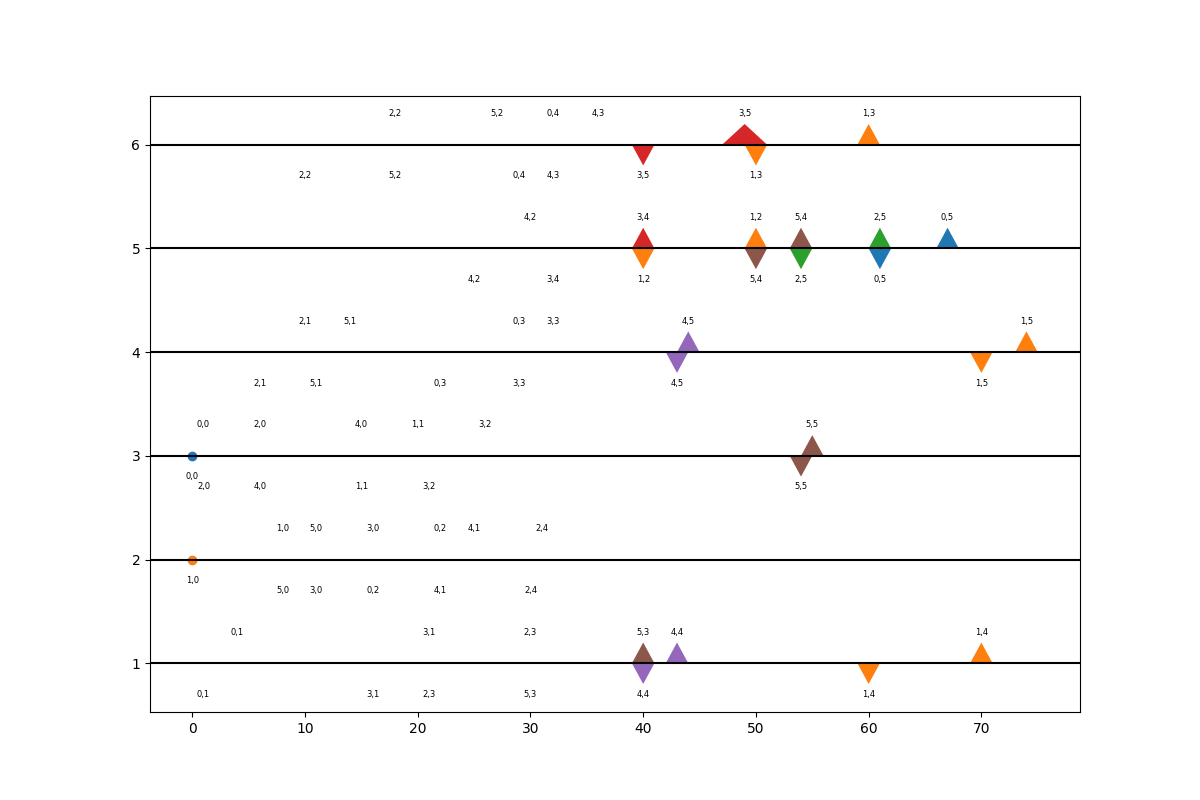 2,2 5,2 0,4 4,3 3,5 1,3
6
2,2 5,2 0,4 4,3 3,5 1,3
4,2 3,4 1,2 5,4 2,5 0,5
5
4,2 3,4 1,2 5,4 2,5 0,5
2,1 5,1 0,3 3,3 4,5 1,5
4
2,1 5,1 0,3 3,3 4,5 1,5
0,0 2,0 4,0 1,1 3,2 5,5
3
0,0
2,0 4,0 1,1 3,2 5,5
1,0 5,0 3,0 0,2 4,1 2,4
2
1,0
5,0 3,0 0,2 4,1 2,4
0,1 3,1 2,3 5,3 4,4 1,4
1
0,1 3,1 2,3 5,3 4,4 1,4
0 10 20 30 40 50 60 70